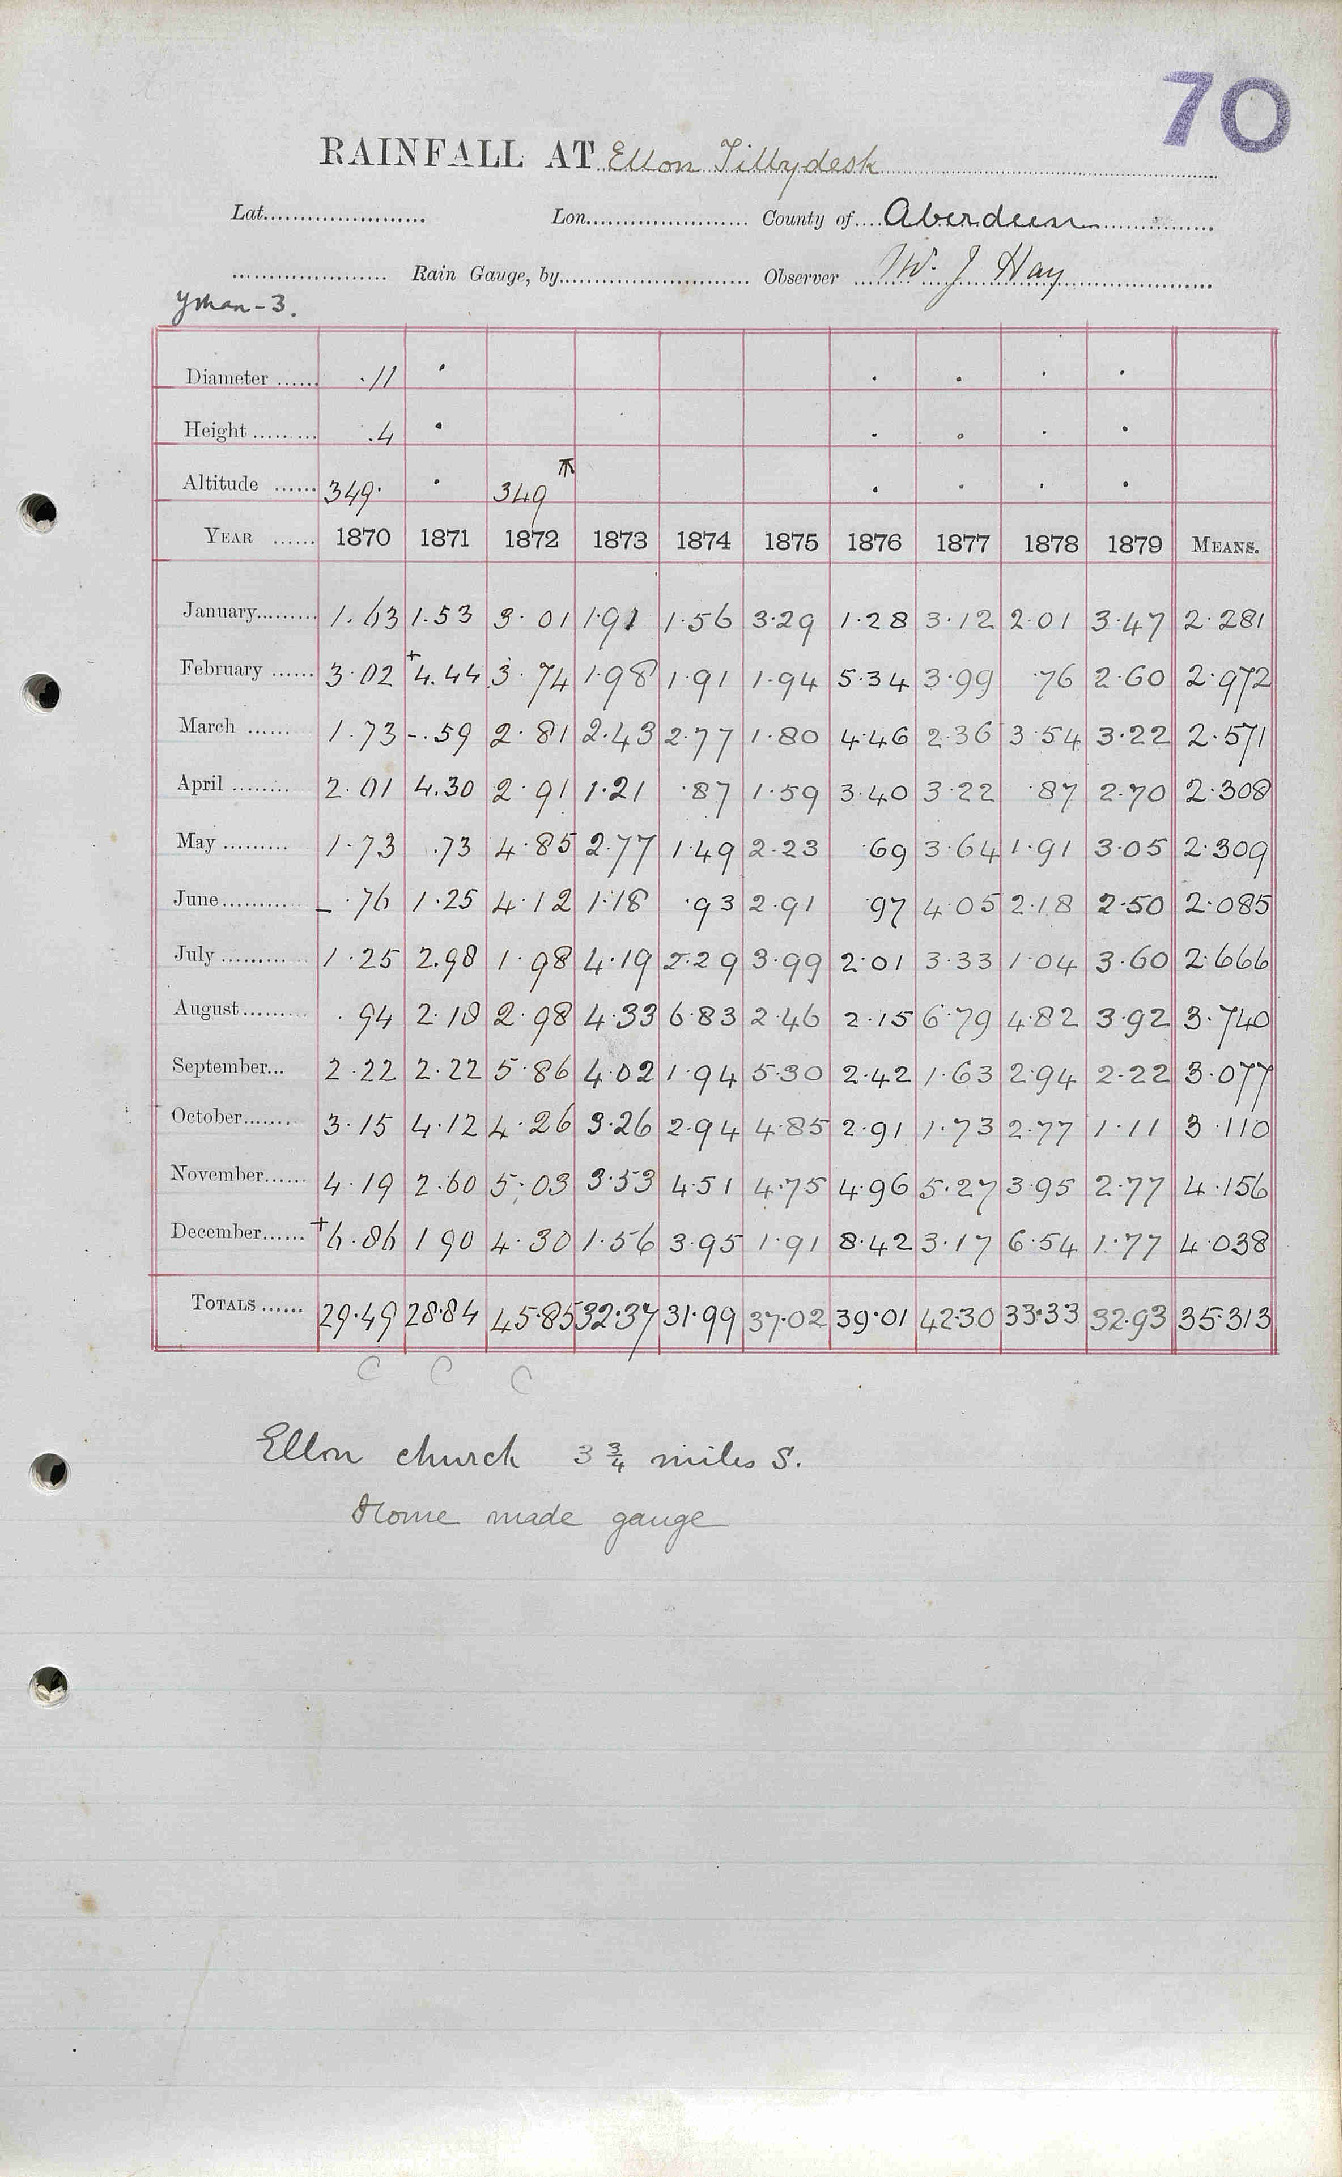 70
RAINFALL AT Ellon Tillydesk
Lat. Lon. County of Aberdeen
Rain Gauge, by Observer W. J Hay
Diameter .11
Height .4
Altitude 349 349
YEAR 1870 1871 1872 1873 1874 1875 1876 1877 1878 1879 MEANS.
January 1.63 1.53 3.01 1.91 1.56 3.29 1.28 3.12 2.01 3.47 2.281
February 3.02 +4.44 3.74 1.98 1.91 1.94 5.34 3.99 .76 2.60 2.972
March 1.73 -.59 2.81 2.43 2.77 1.80 4.46 2.36 3.54 3.22 2.571
April 2.01 4.30 2.91 1.21 .87 1.59 3.40 3.22 .87 2.70 2.308
May 1.73 .73 4.85 2.77 1.49 2.23 .69 3.64 1.91 3.05 2.309
June - .76 1.25 4.12 1.18 .93 2.91 .97 4.05 2.18 2.50 2.085
July 1.25 2.98 1.98 4.19 2.29 3.99 2.01 3.33 1.04 3.60 2.666
August .94 2.18 2.98 4.33 6.83 2.46 2.15 6.79 4.82 3.92 3.740
September 2.22 2.22 5.86 4.02 1.94 5.30 2.42 1.63 2.94 2.22 3.077
October 3.15 4.12 4.26 3.26 2.94 4.85 2.91 1.73 2.77 1.11 3.110
November 4.19 2.60 5.03 3.53 4.51 4.75 4.96 5.27 3.95 2.77 4.156
December +6.86 1.90 4.30 1.56 3.95 1.91 8.42 3.17 6.54 1.77 4.038
TOTALS 29.49 28.84 45.85 32.37 31.99 37.02 39.01 42.30 33.33 32.93 35.313
C C C
Ellon church 3 3/4 miles S.
Home made gauge